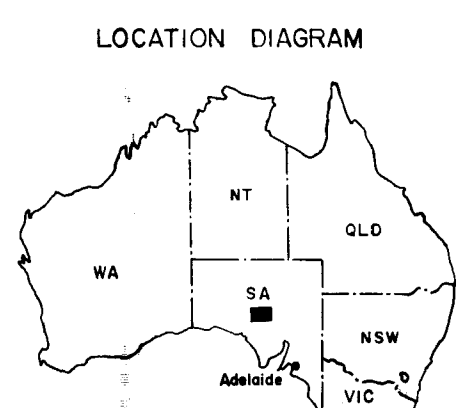 LOCATION DIAGRAM
NT
QLD
WA
SA
NSW
Adelaide
VIC